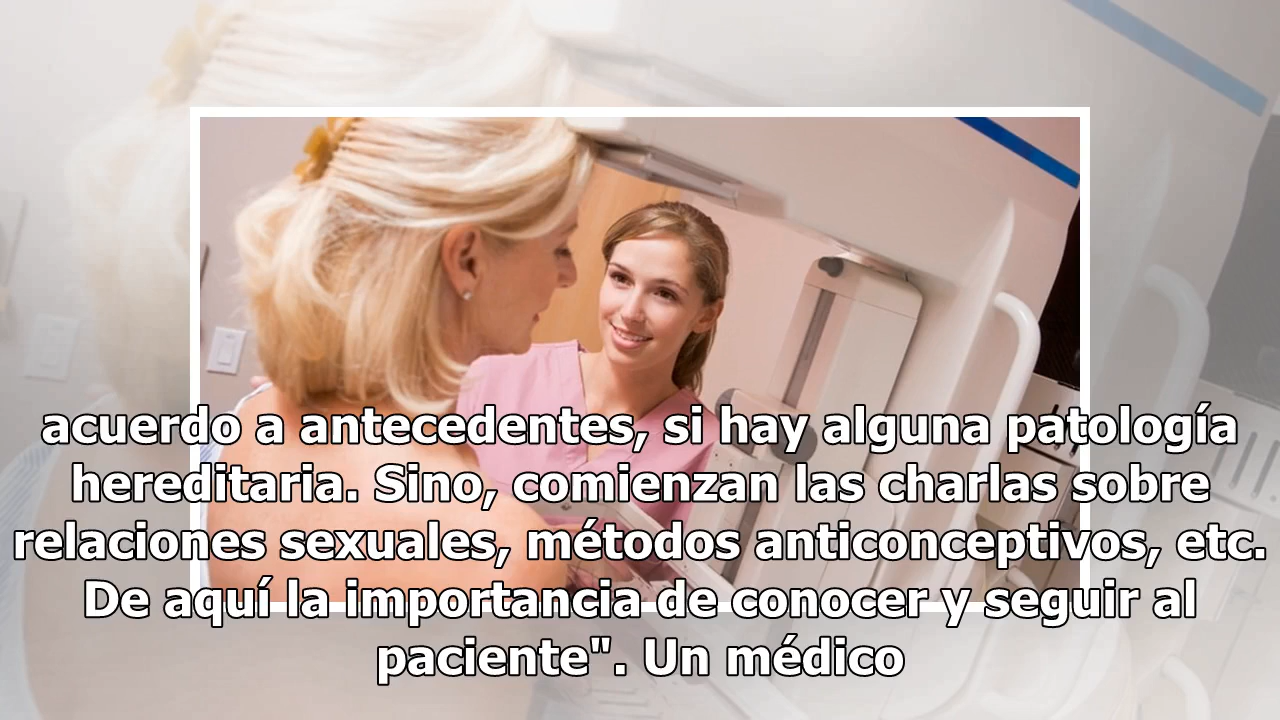 acuerdo a antecedentes, si hay alguna patología
hereditaria. Sino, comienzan las charlas sobre
relaciones sexuales, métodos anticonceptivos, etc.
De aquí la importancia de conocer y seguir al
paciente". Un médico